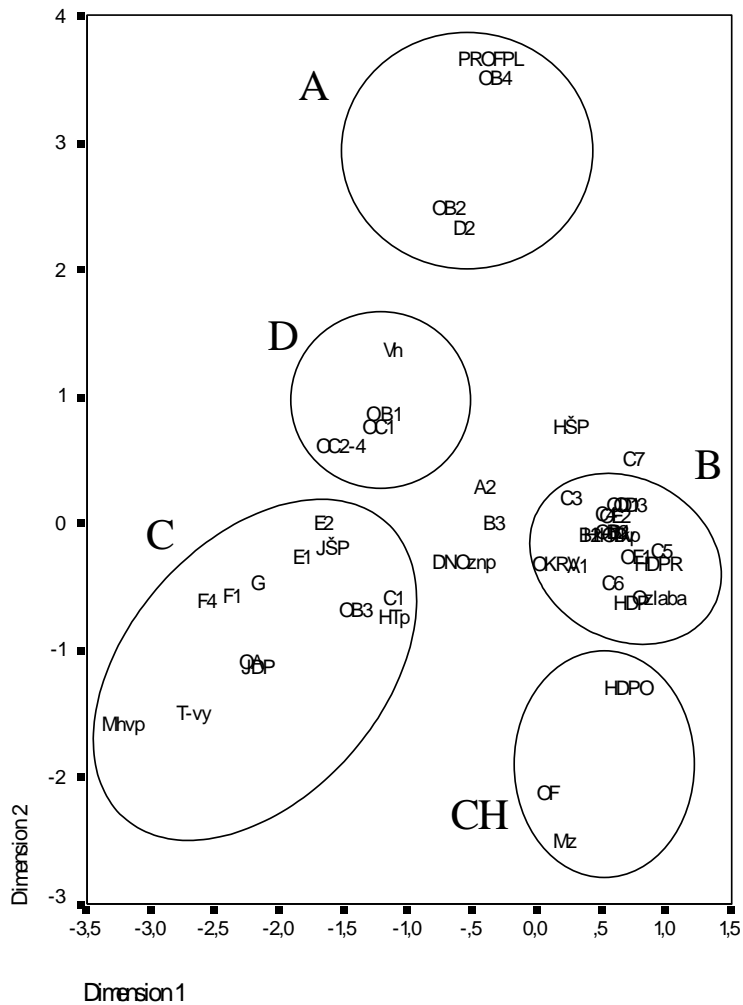 4
PROFPL
OB4
A
3
OB2
D2
2
D
Vh
1
OB1
OC1
HŠP
OC2-4
C7
B
A2
C3
E2
B3
0
JŠP
C5
E1
DNOznp
OKRW
A1
OE1
HDPR
G
C6
F1
F4
C1
Ozlaba
HDP
OB3
HTp
C
-1
OA
JDP
HDPO
T-vy
Mhvp
-2
OF
CH
Mz
-3
-3,5
-3,0
-2,5
-2,0
-1,5
-1,0
-,5
0,0
,5
1,0
1,5
Dimension 2
Dimension 1